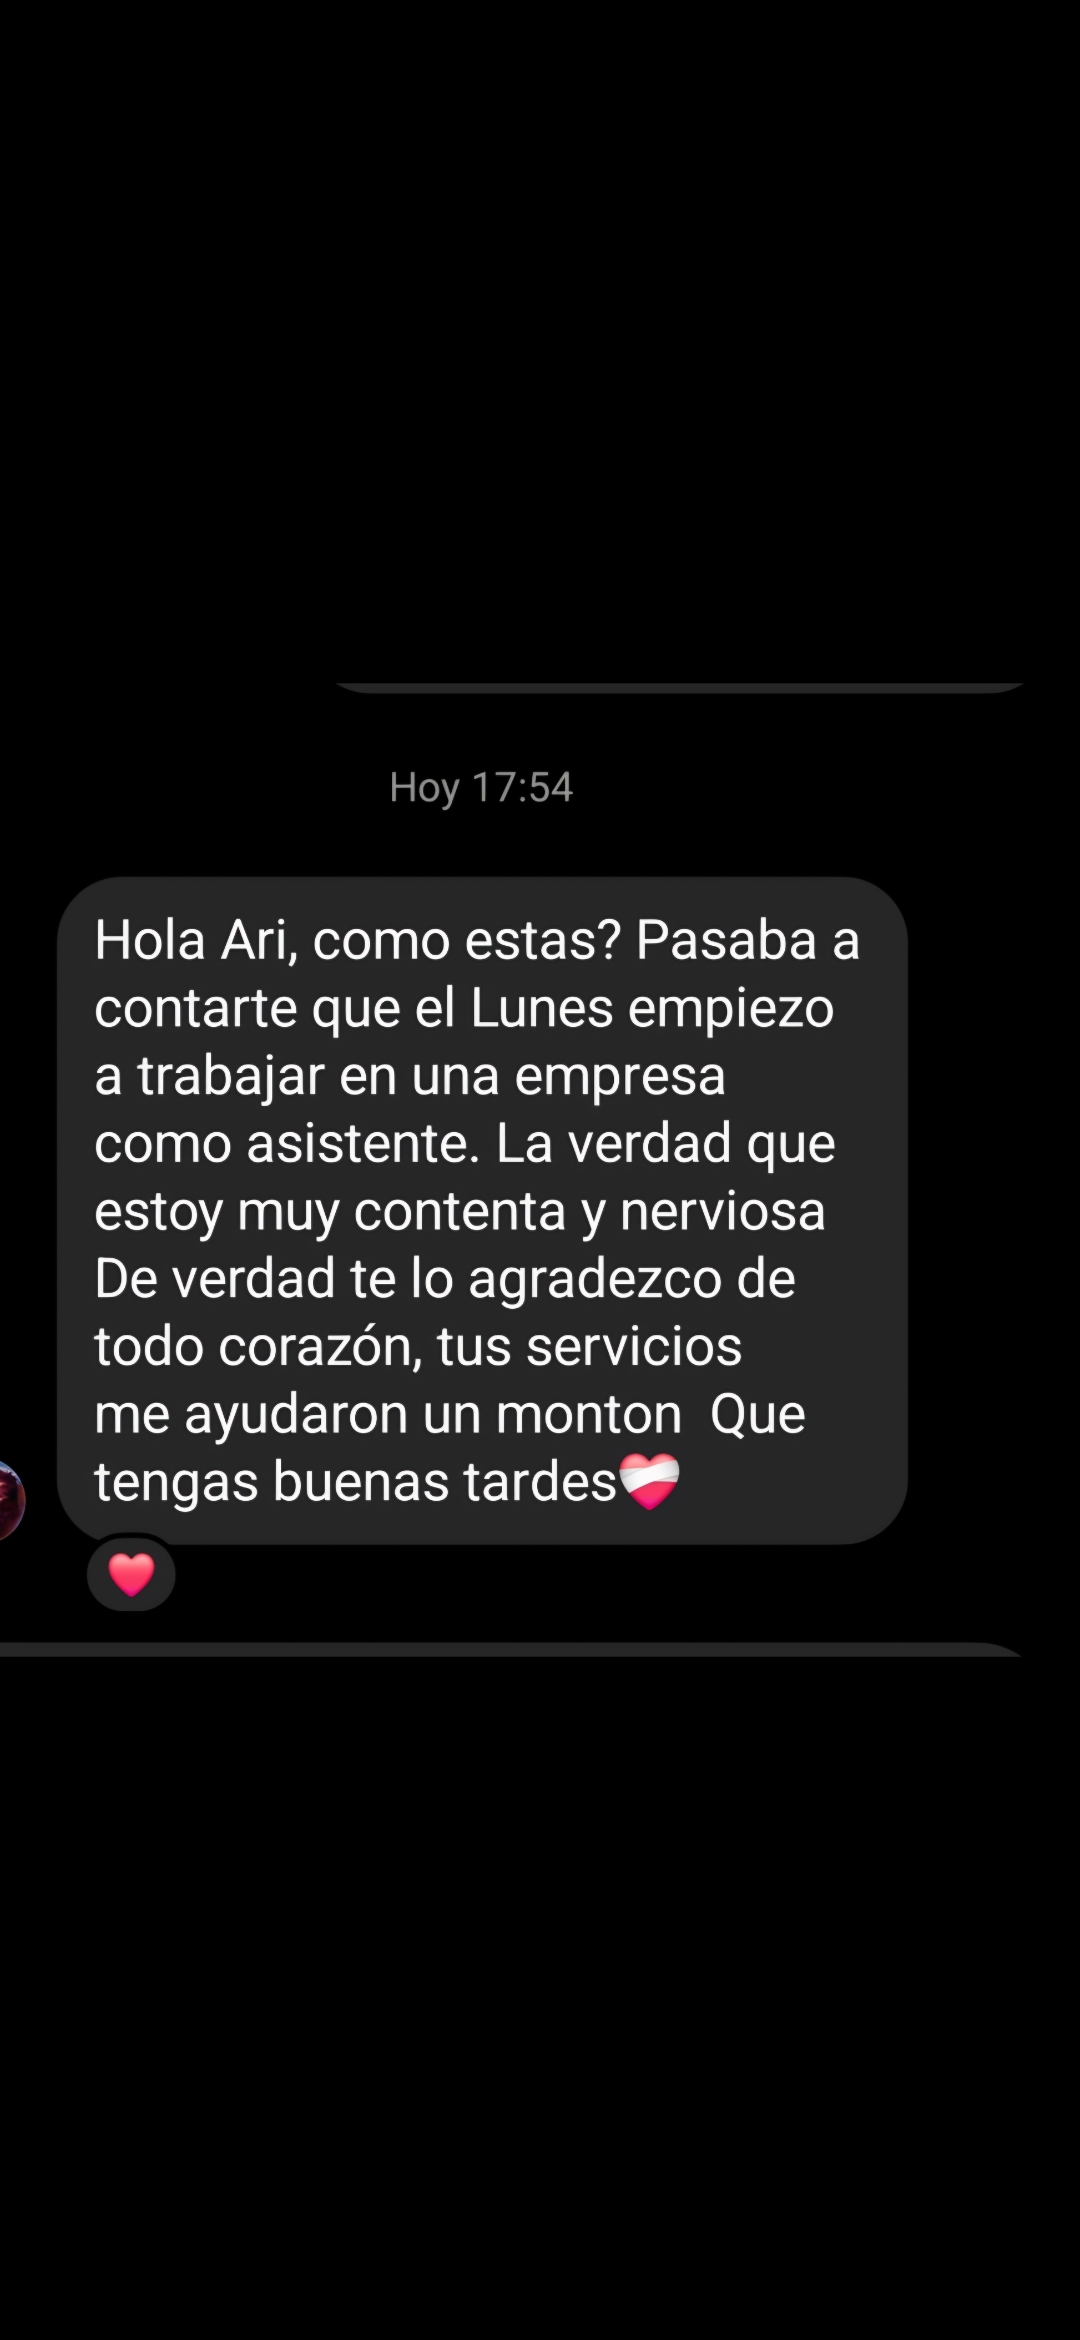 Hoy 17:54
Hola Ari, como estas? Pasaba a
contarte que el Lunes empiezo
a trabajar en una empresa
como asistente. La verdad que
estoy muy contenta y nerviosa
De verdad te lo agradezco de
todo corazón, tus servicios
me ayudaron un monton  Que
tengas buenas tardes❤️‍🩹
❤️